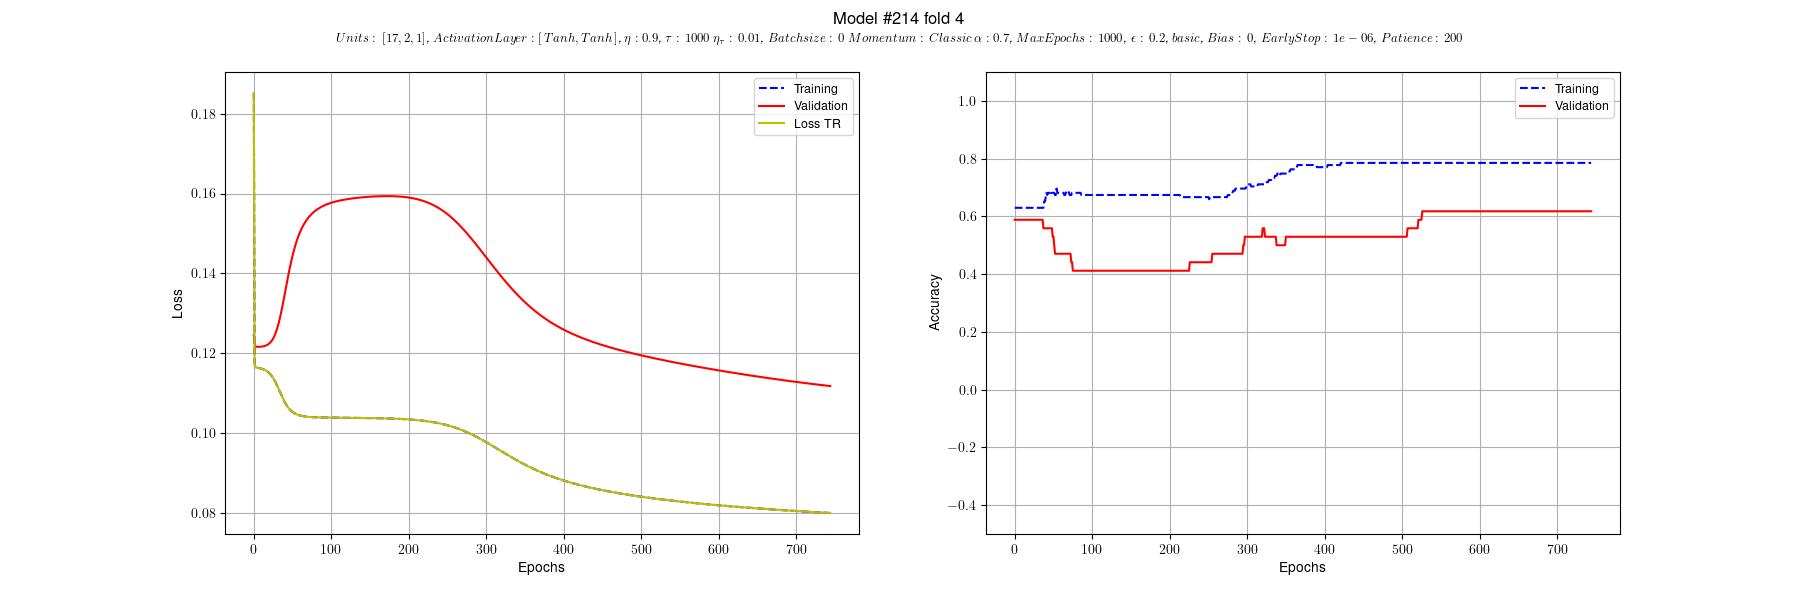 Model #214 fold 4
Units : [17, 2, 1], ActivationLayer : [Tanh, Tanh], η : 0.9, τ : 1000 η_τ : 0.01, Batchsize : 0 Momentum : Classic α : 0.7, MaxEpochs : 1000, ϵ : 0.2, basic, Bias : 0, EarlyStop : 1e − 06, Patience : 200
Training
Validation
Loss TR
0.18
0.16
0.14
0.12
0.10
0.08
Loss
0 100 200 300 400 500 600 700
Epochs
Training
Validation
1.0
0.8
0.6
0.4
0.2
0.0
−0.2
−0.4
Accuracy
0 100 200 300 400 500 600 700
Epochs